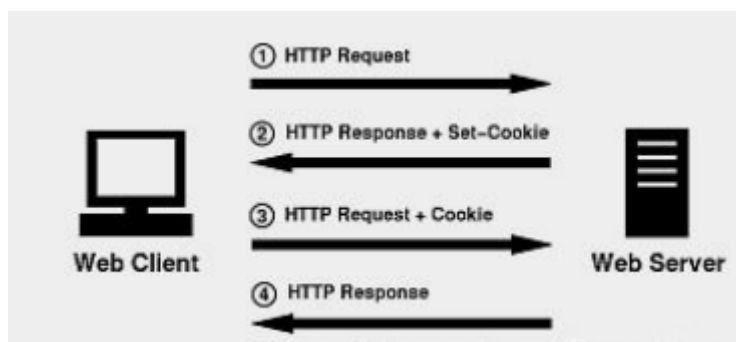 ① HTTP Request
② HTTP Response + Set-Cookie
③ HTTP Request + Cookie
Web Client
Web Server
④ HTTP Response